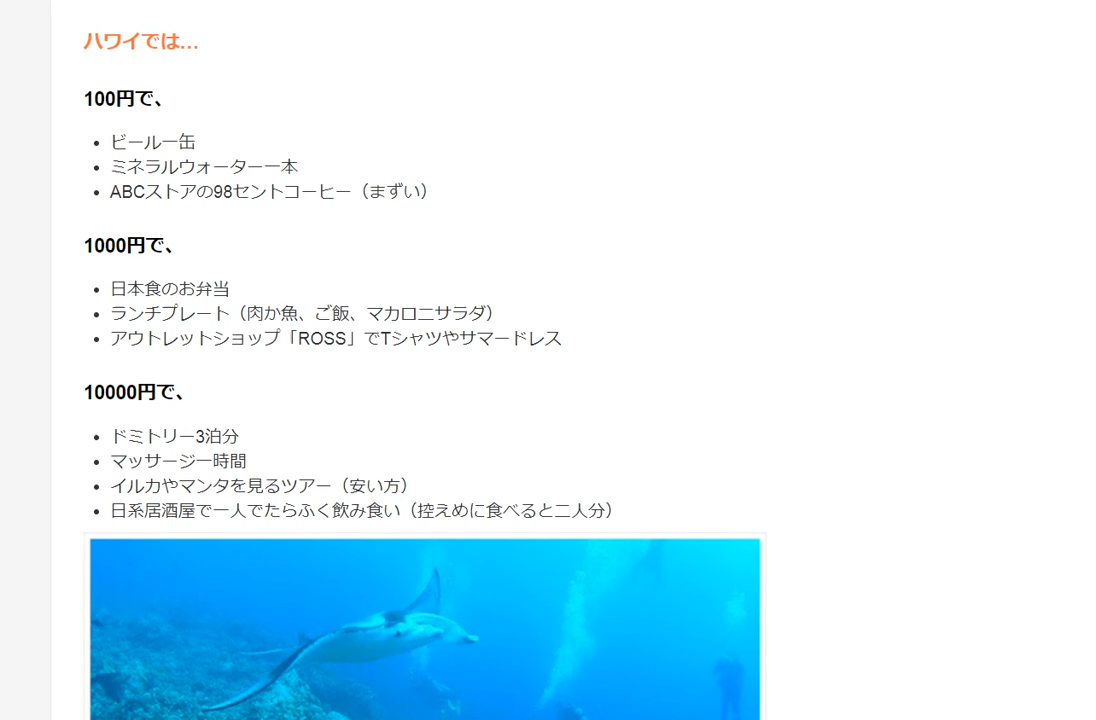 ハワイでは…
100円で、
ビール一缶
ミネラルウォーター一本
ABCストアの98セントコーヒー（まずい）
1000円で、
日本食のお弁当
ランチプレート（肉か魚、ご飯、マカロニサラダ）
アウトレットショップ「ROSS」でTシャツやサマードレス
10000円で、
ドミトリー3泊分
マッサージ一時間
イルカやマンタを見るツアー（安い方）
日系居酒屋で一人でたらふく飲み食い（控えめに食べると二人分）